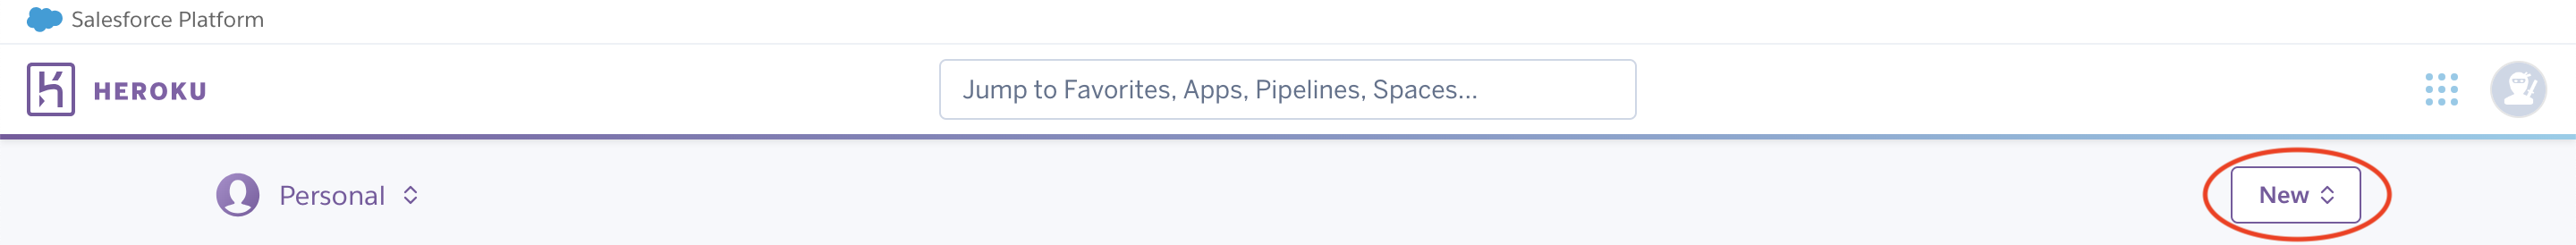 Salesforce Platform
HEROKU
Jump to Favorites, Apps, Pipelines, Spaces...
Personal
New